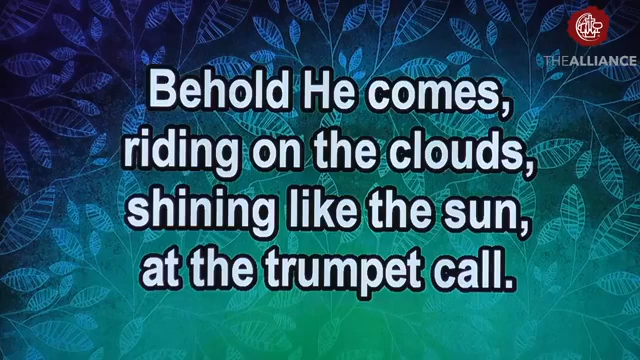 THEALLIANCE
Behold He comes,
riding on the clouds,
shining like the sun,
at the trumpet call.